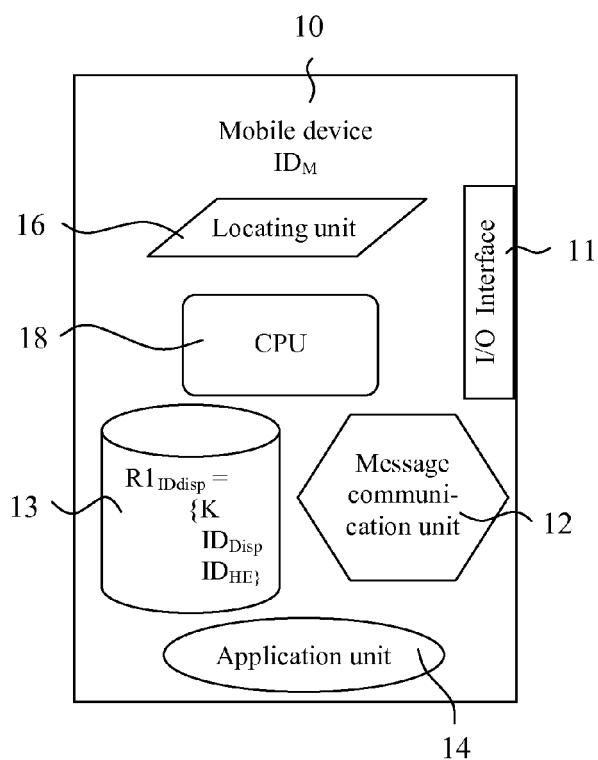 10
Mobile device
ID_M
16
Locating unit
11
I/O Interface
18
CPU
13
R1_IDdisp =
{K
ID_Disp
ID_HE}
Message
communi-
cation unit
12
Application unit
14